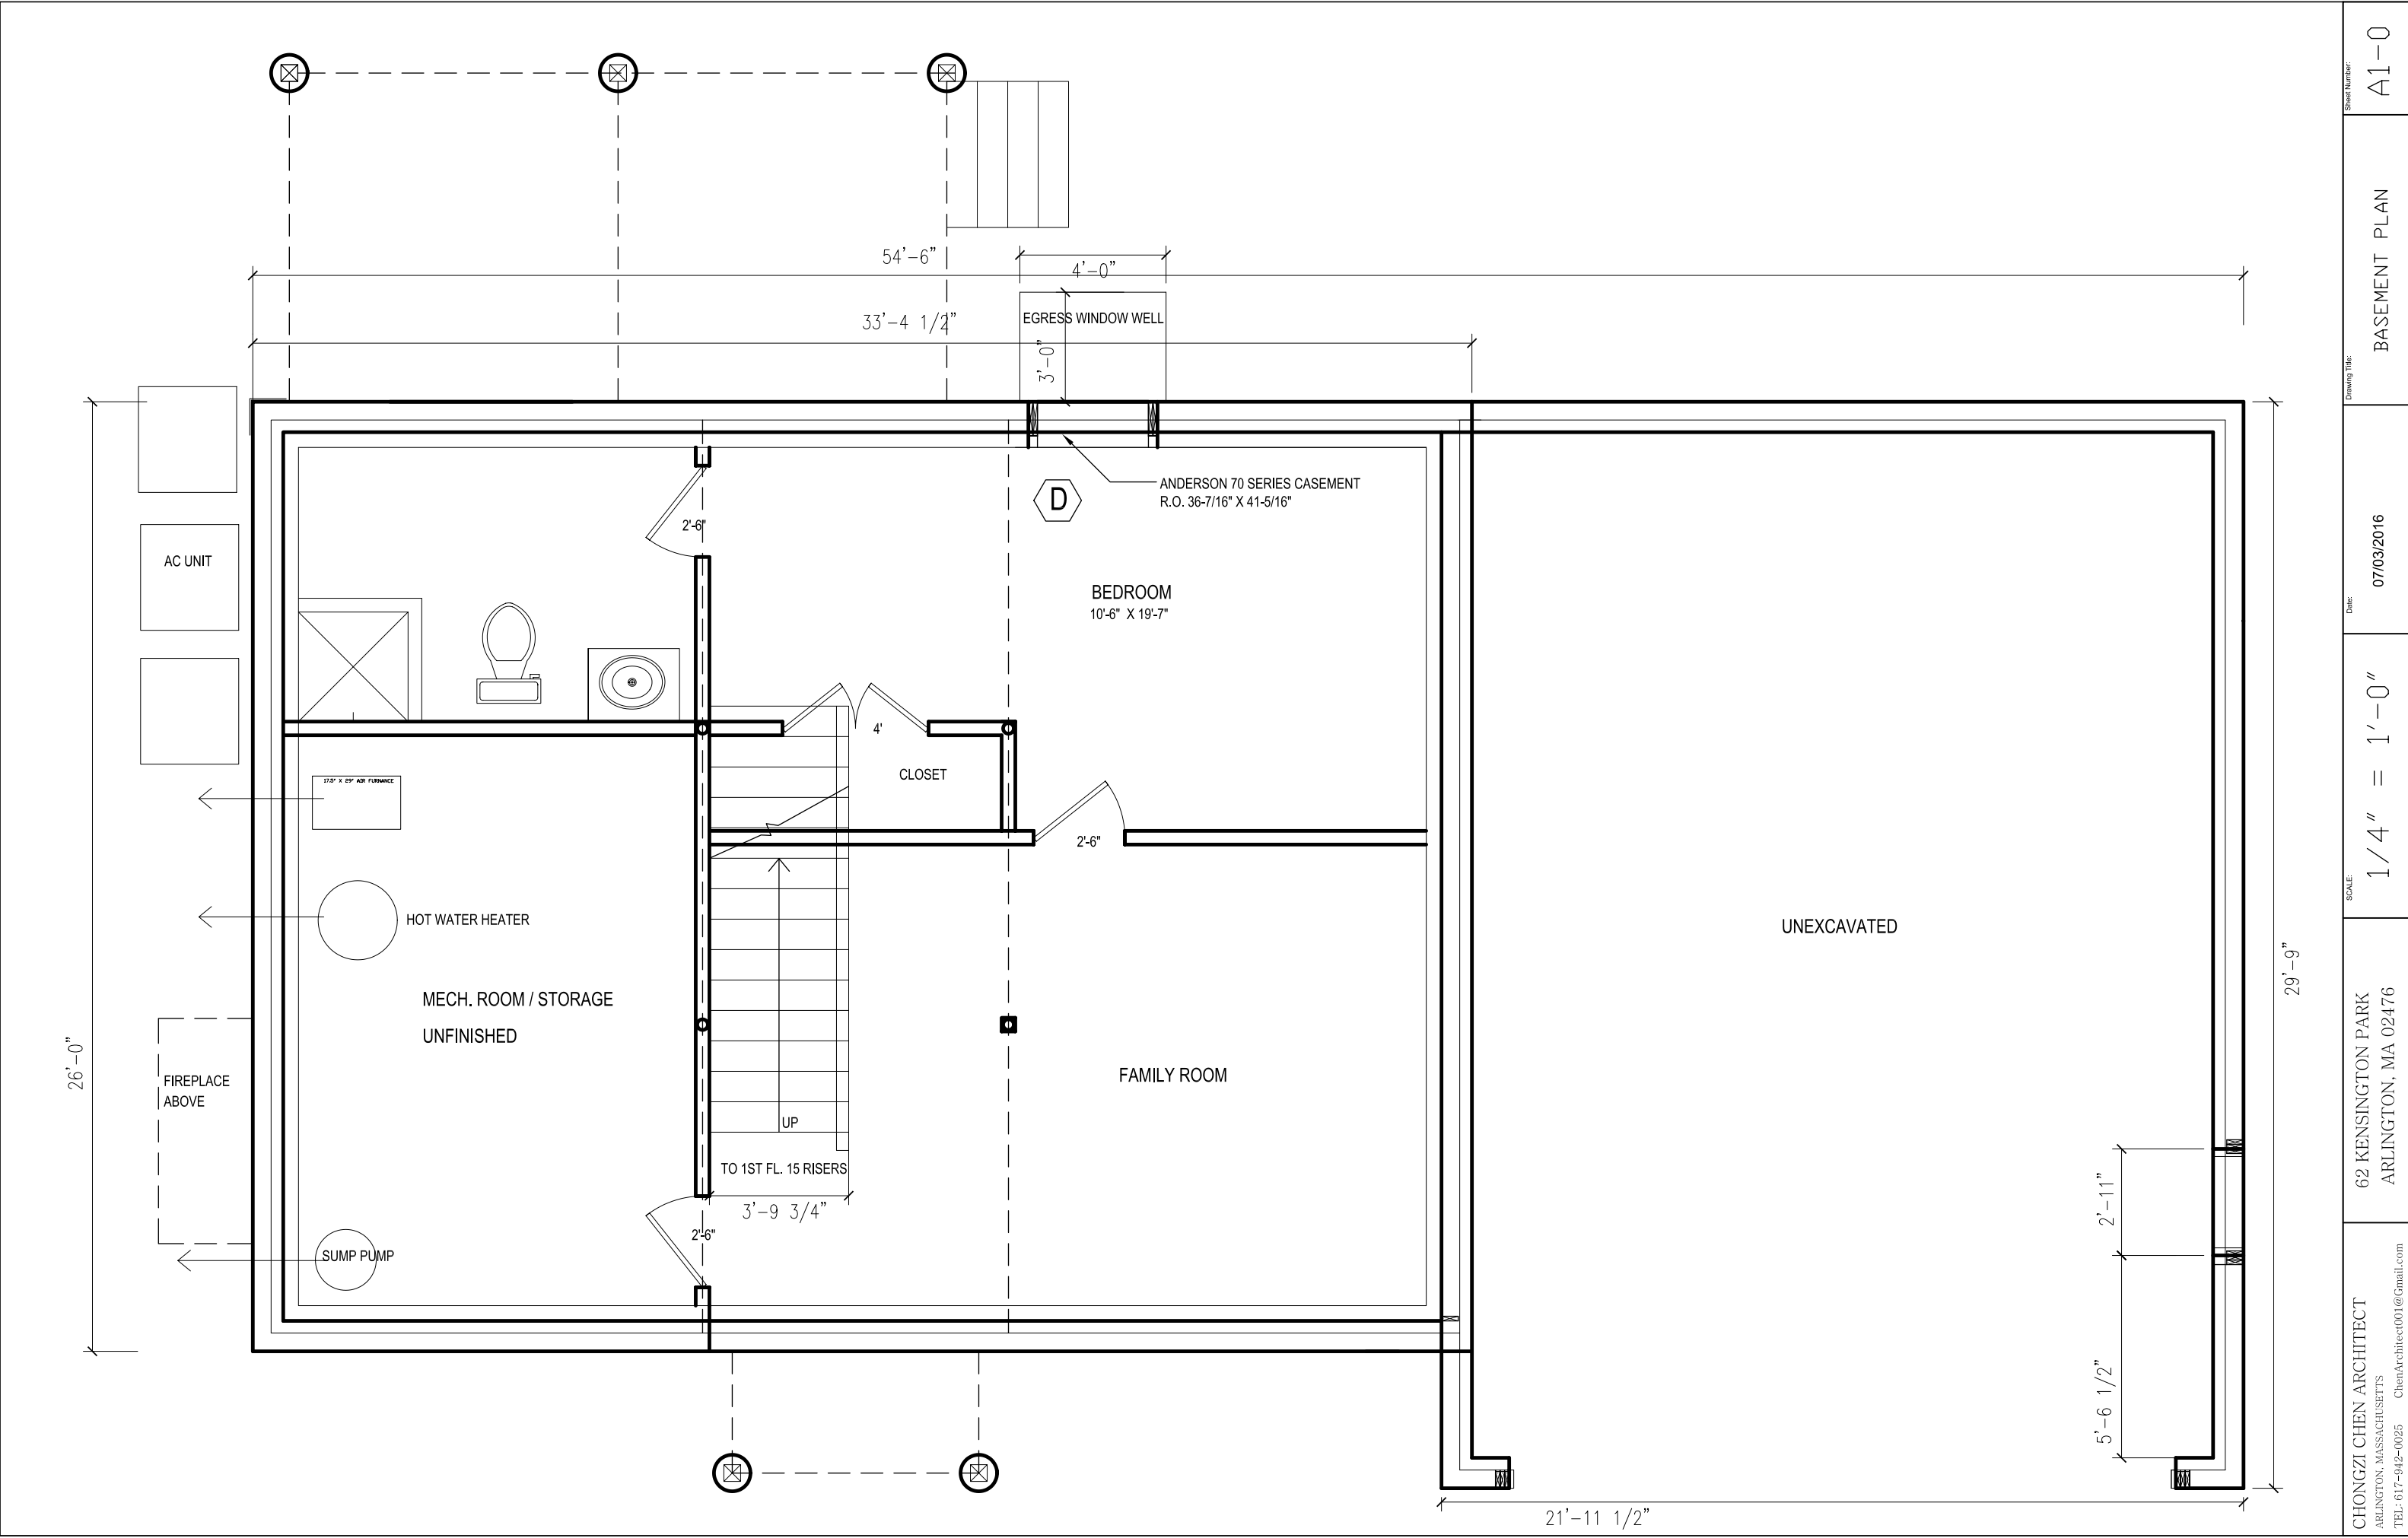 54'-6"
4'-0"
33'-4 1/2"
EGRESS WINDOW WELL
3'-0"
ANDERSON 70 SERIES CASEMENT
R.O. 36-7/16" X 41-5/16"
D
2'-6"
AC UNIT
BEDROOM
10'-6" X 19'-7"
4'
CLOSET
17.5" X 29" AIR FURNANCE
2'-6"
HOT WATER HEATER
UNEXCAVATED
MECH. ROOM / STORAGE
UNFINISHED
29'-9"
26'-0"
FIREPLACE
ABOVE
FAMILY ROOM
UP
TO 1ST FL. 15 RISERS
3'-9 3/4"
2'-6"
SUMP PUMP
2'-11"
5'-6 1/2"
21'-11 1/2"
Sheet Number:
A1-0
Drawing Title:
BASEMENT PLAN
Date:
07/03/2016
SCALE:
1/4" = 1'-0"
62 KENSINGTON PARK
ARLINGTON, MA 02476
CHONGZI CHEN ARCHITECT
ARLINGTON, MASSACHUSETTS
TEL: 617-942-0025 ChenArchitect001@Gmail.com